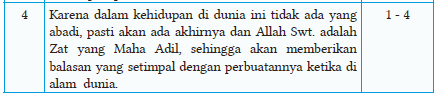 4 Karena dalam kehidupan di dunia ini tidak ada yang 1 - 4
abadi, pasti akan ada akhirnya dan Allah Swt. adalah
Zat yang Maha Adil, sehingga akan memberikan
balasan yang setimpal dengan perbuatannya ketika di
alam dunia.